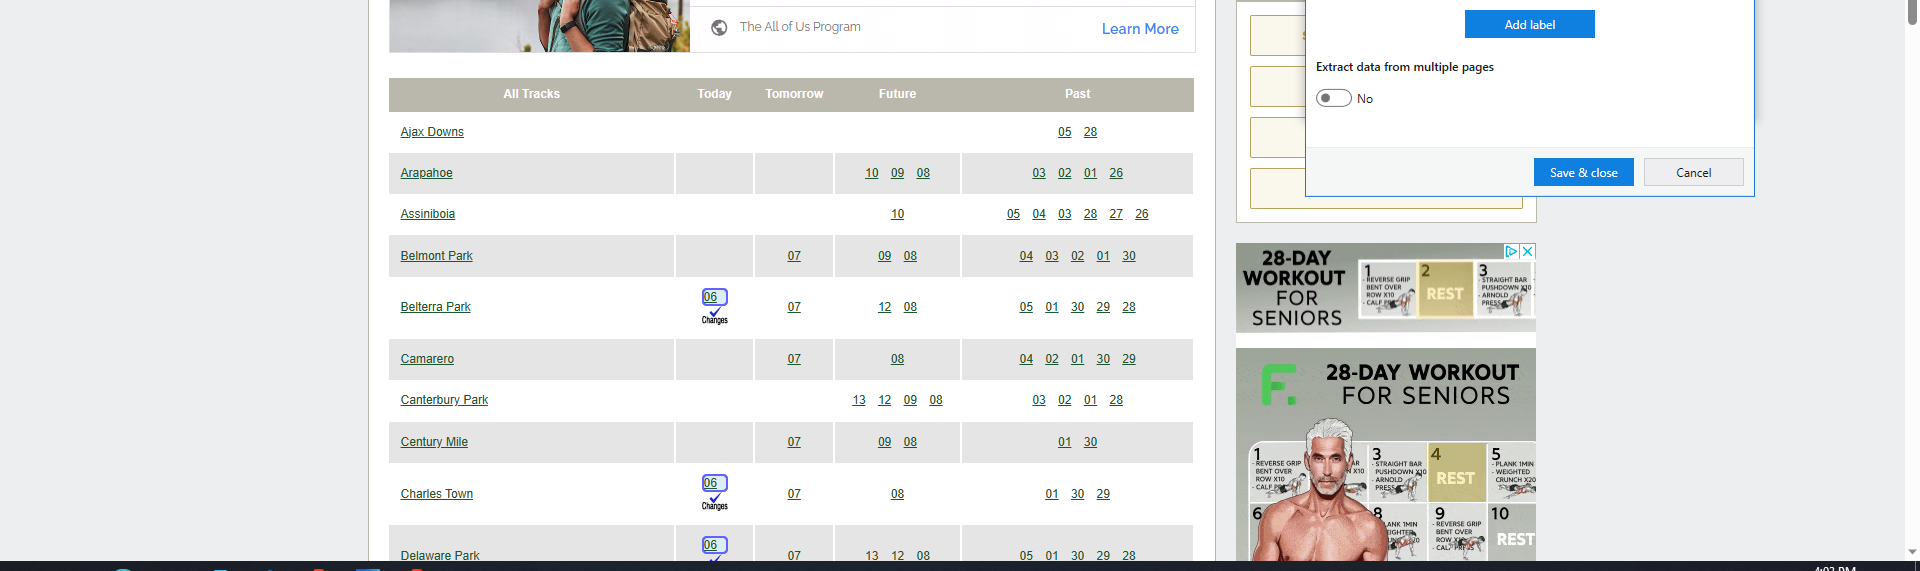 The All of Us Program
Learn More
Add label
Extract data from multiple pages
No
Save & close
Cancel
All Tracks Today Tomorrow Future Past
Ajax Downs 05 28
Arapahoe 10 09 08 03 02 01 26
Assiniboia 10 05 04 03 28 27 26
Belmont Park 07 09 08 04 03 02 01 30
Belterra Park 06 Changes 07 12 08 05 01 30 29 28
Camarero 07 08 04 02 01 30 29
Canterbury Park 13 12 09 08 03 02 01 28
Century Mile 07 09 08 01 30
Charles Town 06 Changes 07 08 01 30 29
Delaware Park 06 07 13 12 08 05 01 30 29 28
28-DAY
WORKOUT
FOR
SENIORS
1
REVERSE GRIP
BENT OVER
ROW X10
2
REST
3
- STRAIGHT BAR
PUSHDOWN X10
- ARNOLD
PRESS
28-DAY WORKOUT
FOR SENIORS
F.
1
- REVERSE GRIP
BENT OVER
ROW X10
3
- STRAIGHT BAR
PUSHDOWN X10
- ARNOLD
PRESS
4
REST
5
- PLANK 1MIN
- WEIGHTED
CRUNCH X20
6
8
9
- REVERSE GRIP
BENT OVER
10
REST